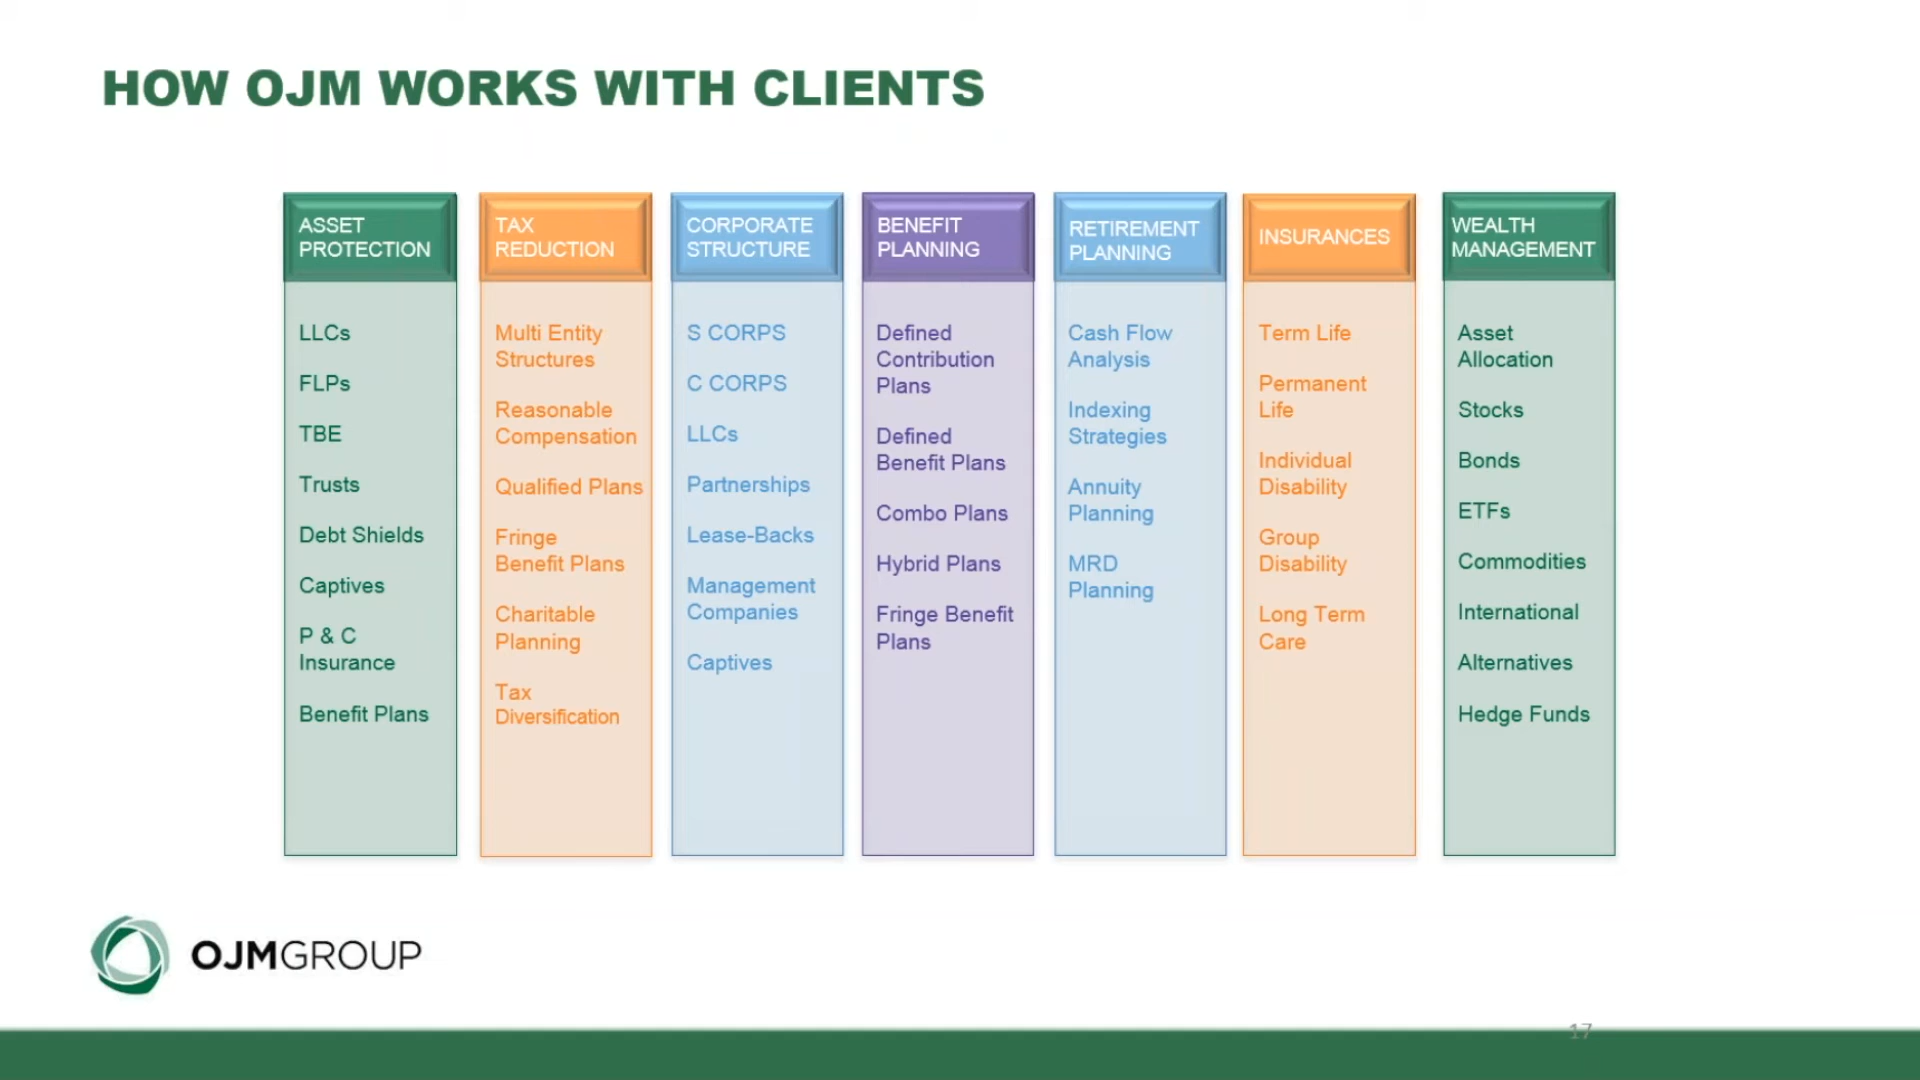 HOW OJM WORKS WITH CLIENTS
ASSET
PROTECTION
LLCs
FLPs
TBE
Trusts
Debt Shields
Captives
P & C
Insurance
Benefit Plans
TAX
REDUCTION
Multi Entity
Structures
Reasonable
Compensation
Qualified Plans
Fringe
Benefit Plans
Charitable
Planning
Tax
Diversification
CORPORATE
STRUCTURE
S CORPS
C CORPS
LLCs
Partnerships
Lease-Backs
Management
Companies
Captives
BENEFIT
PLANNING
Defined
Contribution
Plans
Defined
Benefit Plans
Combo Plans
Hybrid Plans
Fringe Benefit
Plans
RETIREMENT
PLANNING
Cash Flow
Analysis
Indexing
Strategies
Annuity
Planning
MRD
Planning
INSURANCES
Term Life
Permanent
Life
Individual
Disability
Group
Disability
Long Term
Care
WEALTH
MANAGEMENT
Asset
Allocation
Stocks
Bonds
ETFs
Commodities
International
Alternatives
Hedge Funds
OJMGROUP
17